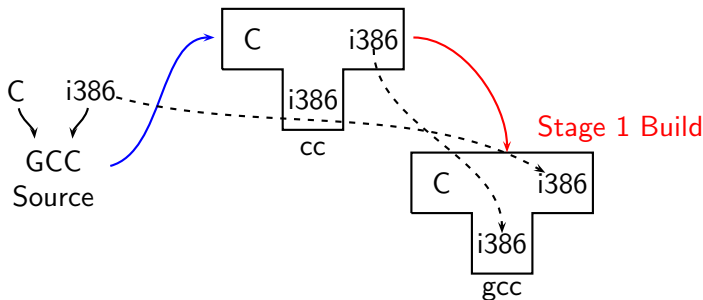 C i386
i386
cc
C i386
GCC
Source
Stage 1 Build
C i386
i386
gcc